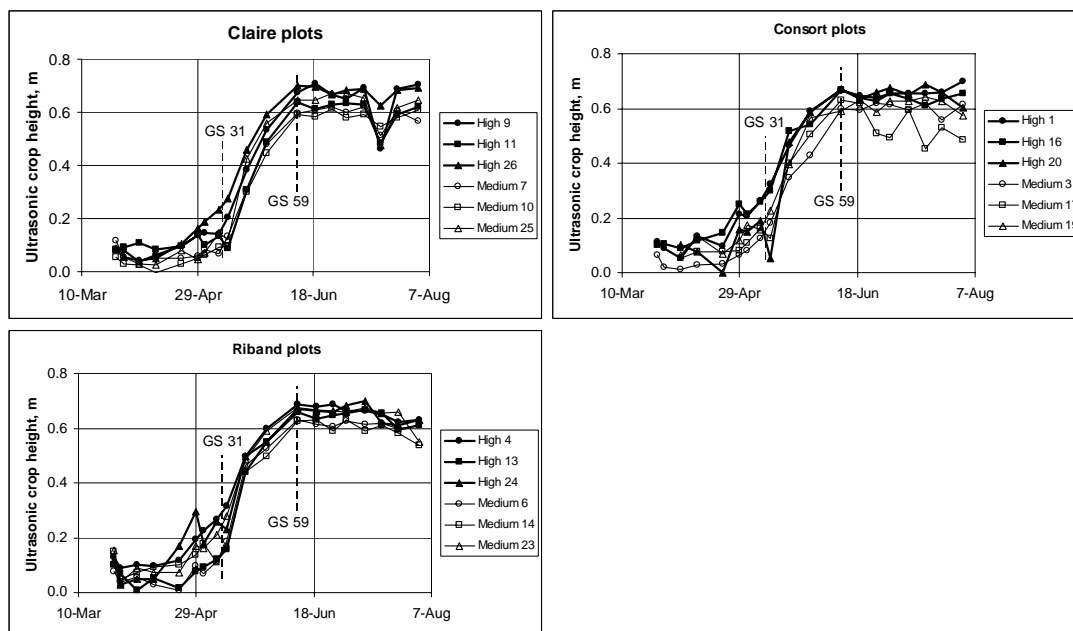 Claire plots
Ultrasonic crop height, m
0.8
0.6
0.4
0.2
0.0
10-Mar 29-Apr 18-Jun 7-Aug
GS 31
GS 59
High 9
High 11
High 26
Medium 7
Medium 10
Medium 25
Consort plots
Ultrasonic crop height, m
0.8
0.6
0.4
0.2
0.0
10-Mar 29-Apr 18-Jun 7-Aug
GS 31
GS 59
High 1
High 16
High 20
Medium 3
Medium 17
Medium 19
Riband plots
Ultrasonic crop height, m
0.8
0.6
0.4
0.2
0.0
10-Mar 29-Apr 18-Jun 7-Aug
GS 31
GS 59
High 4
High 13
High 24
Medium 6
Medium 14
Medium 23